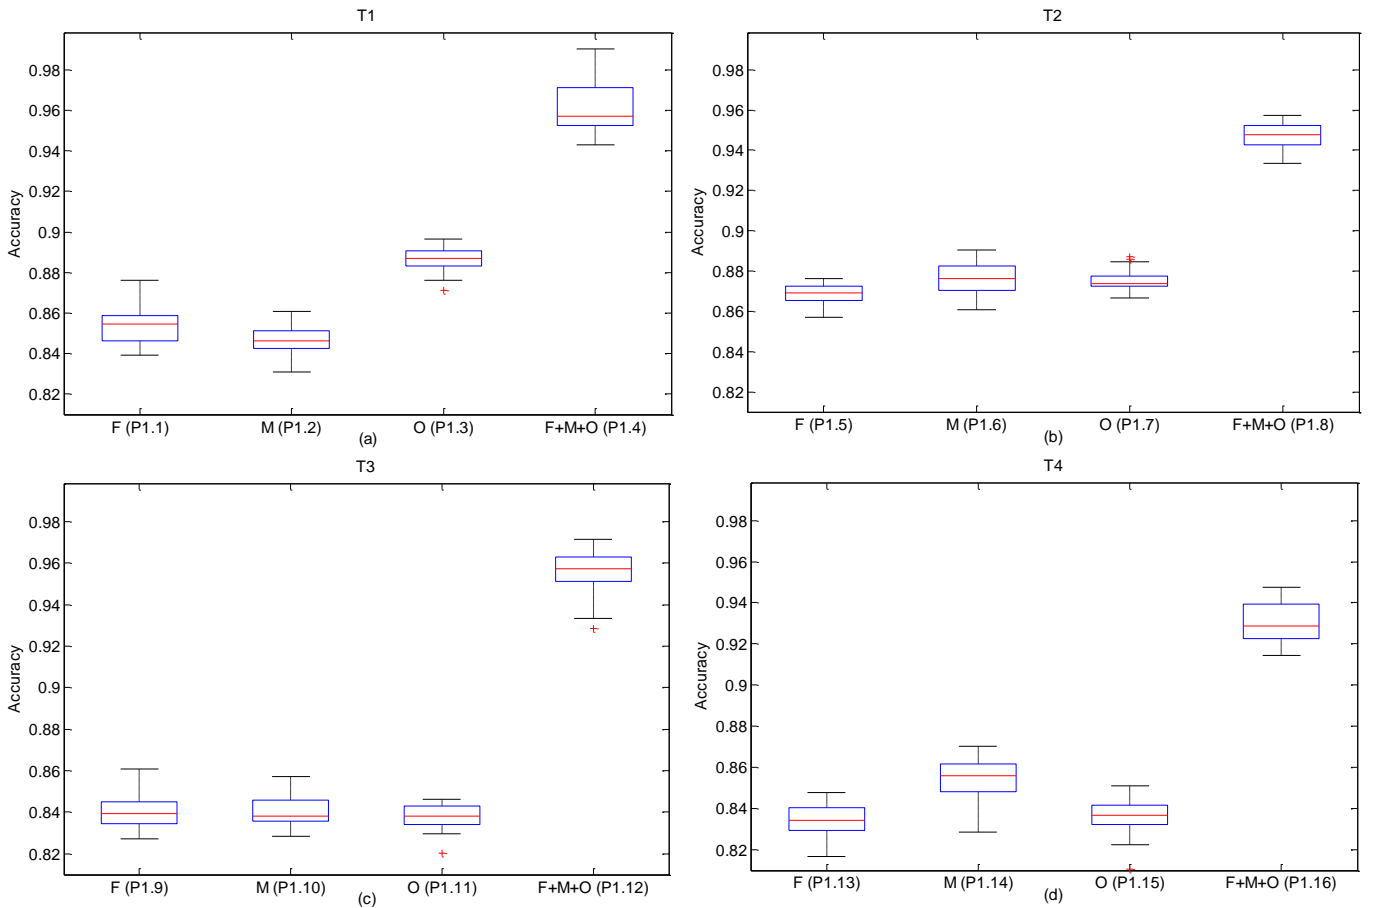 T1
Accuracy
0.98
0.96
0.94
0.92
0.9
0.88
0.86
0.84
0.82
F (P1.1) M (P1.2) O (P1.3) F+M+O (P1.4)
(a)
T2
Accuracy
0.98
0.96
0.94
0.92
0.9
0.88
0.86
0.84
0.82
F (P1.5) M (P1.6) O (P1.7) F+M+O (P1.8)
(b)
T3
Accuracy
0.98
0.96
0.94
0.92
0.9
0.88
0.86
0.84
0.82
F (P1.9) M (P1.10) O (P1.11) F+M+O (P1.12)
(c)
T4
Accuracy
0.98
0.96
0.94
0.92
0.9
0.88
0.86
0.84
0.82
F (P1.13) M (P1.14) O (P1.15) F+M+O (P1.16)
(d)